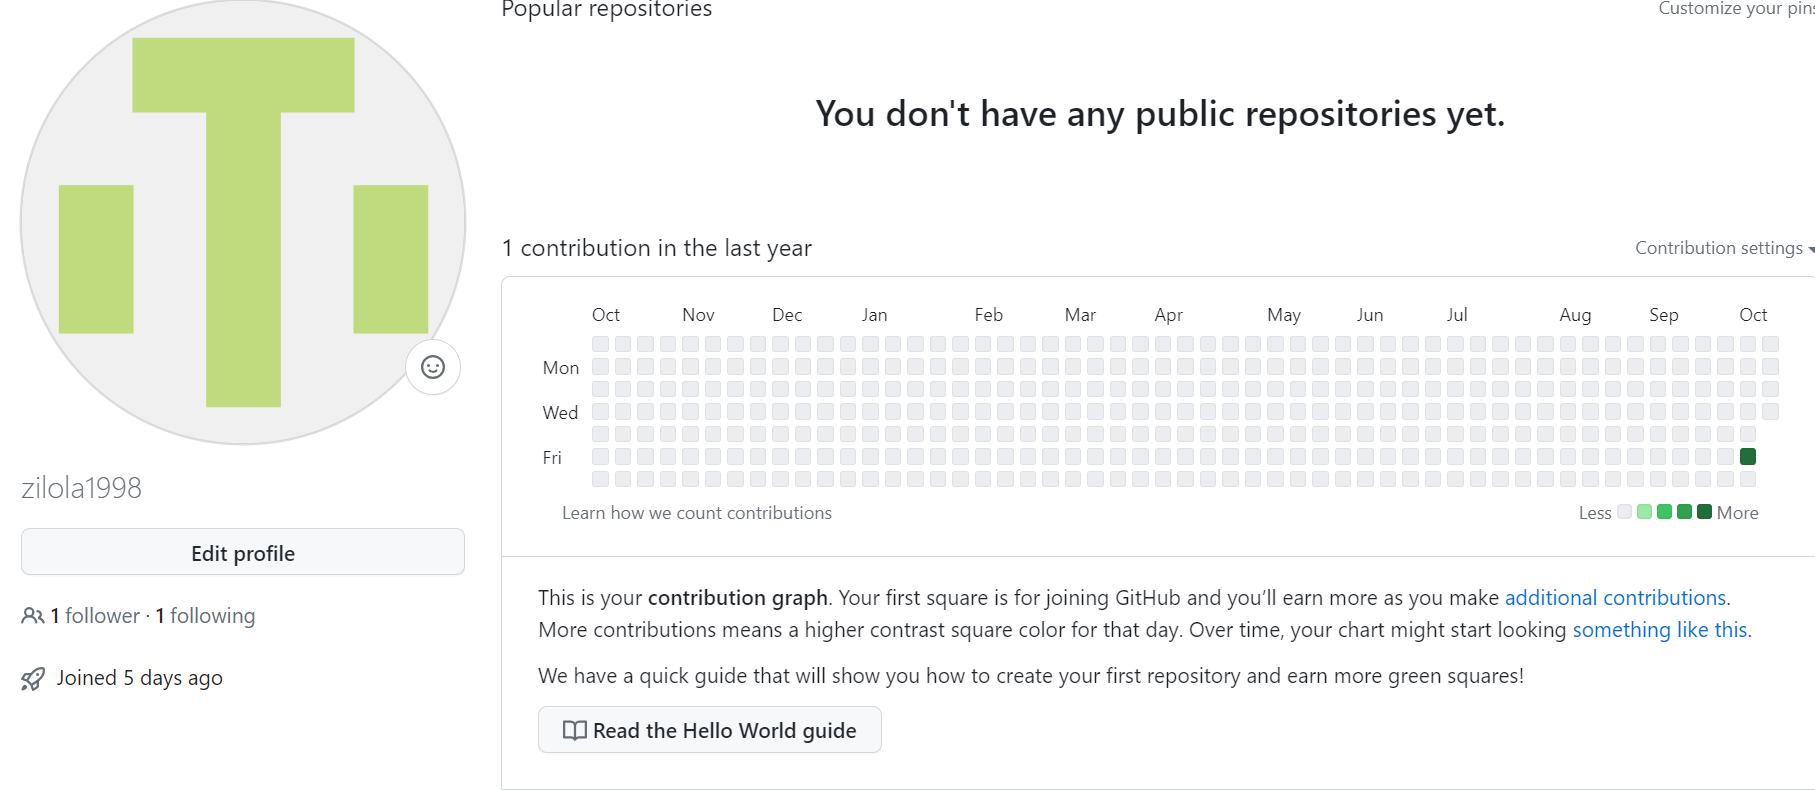 Popular repositories
Customize your pins
You don't have any public repositories yet.
1 contribution in the last year
Contribution settings
Oct Nov Dec Jan Feb Mar Apr May Jun Jul Aug Sep Oct
Mon
Wed
Fri
Learn how we count contributions
Less More
This is your contribution graph. Your first square is for joining GitHub and you’ll earn more as you make additional contributions.
More contributions means a higher contrast square color for that day. Over time, your chart might start looking something like this.
We have a quick guide that will show you how to create your first repository and earn more green squares!
Read the Hello World guide
zilola1998
Edit profile
1 follower · 1 following
Joined 5 days ago